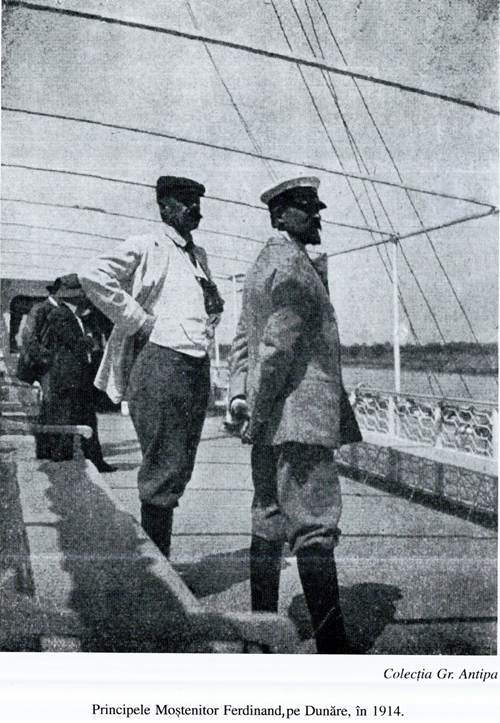 Colecția Gr. Antipa
Principele Moștenitor Ferdinand, pe Dunăre, în 1914.